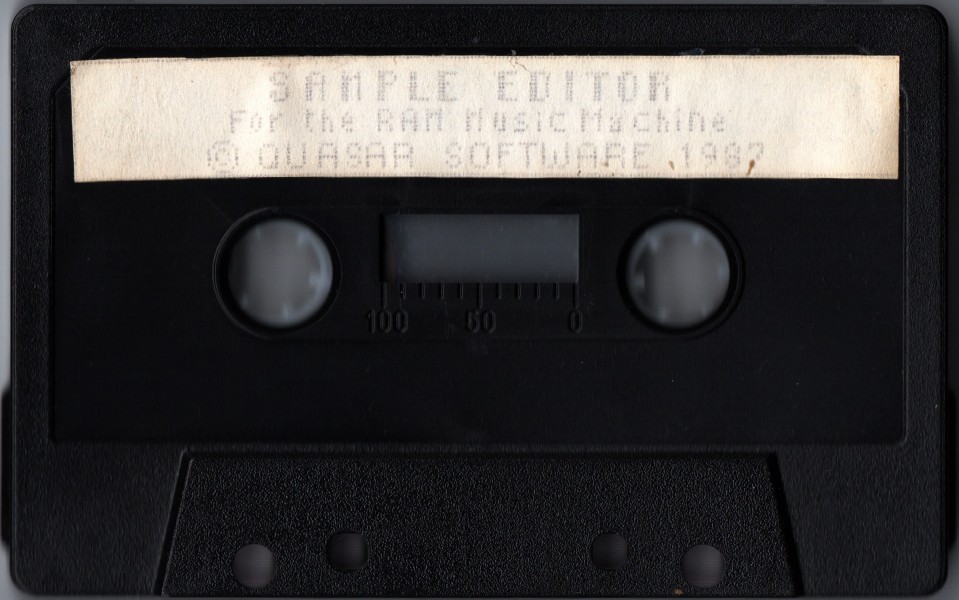 SAMPLE EDITOR
For the RAM Music Machine
© QUASAR SOFTWARE 1987
100 50 0